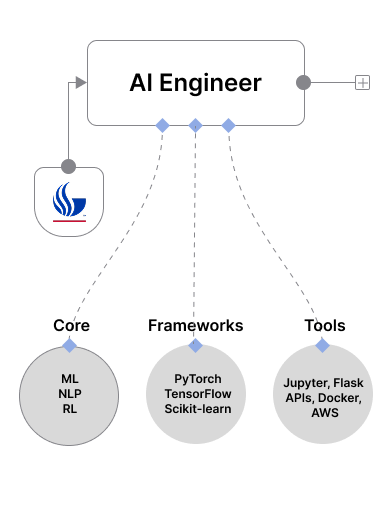 AI Engineer
Core
ML
NLP
RL
Frameworks
PyTorch
TensorFlow
Scikit-learn
Tools
Jupyter, Flask
APIs, Docker,
AWS